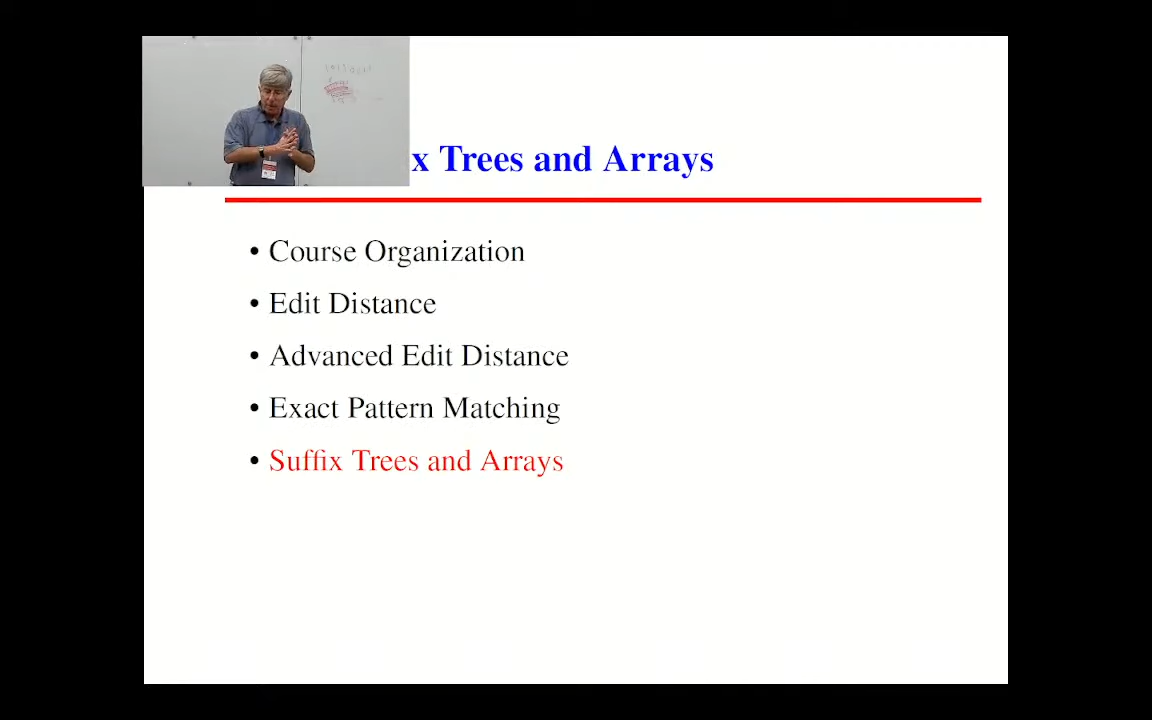 x Trees and Arrays
• Course Organization
• Edit Distance
• Advanced Edit Distance
• Exact Pattern Matching
• Suffix Trees and Arrays